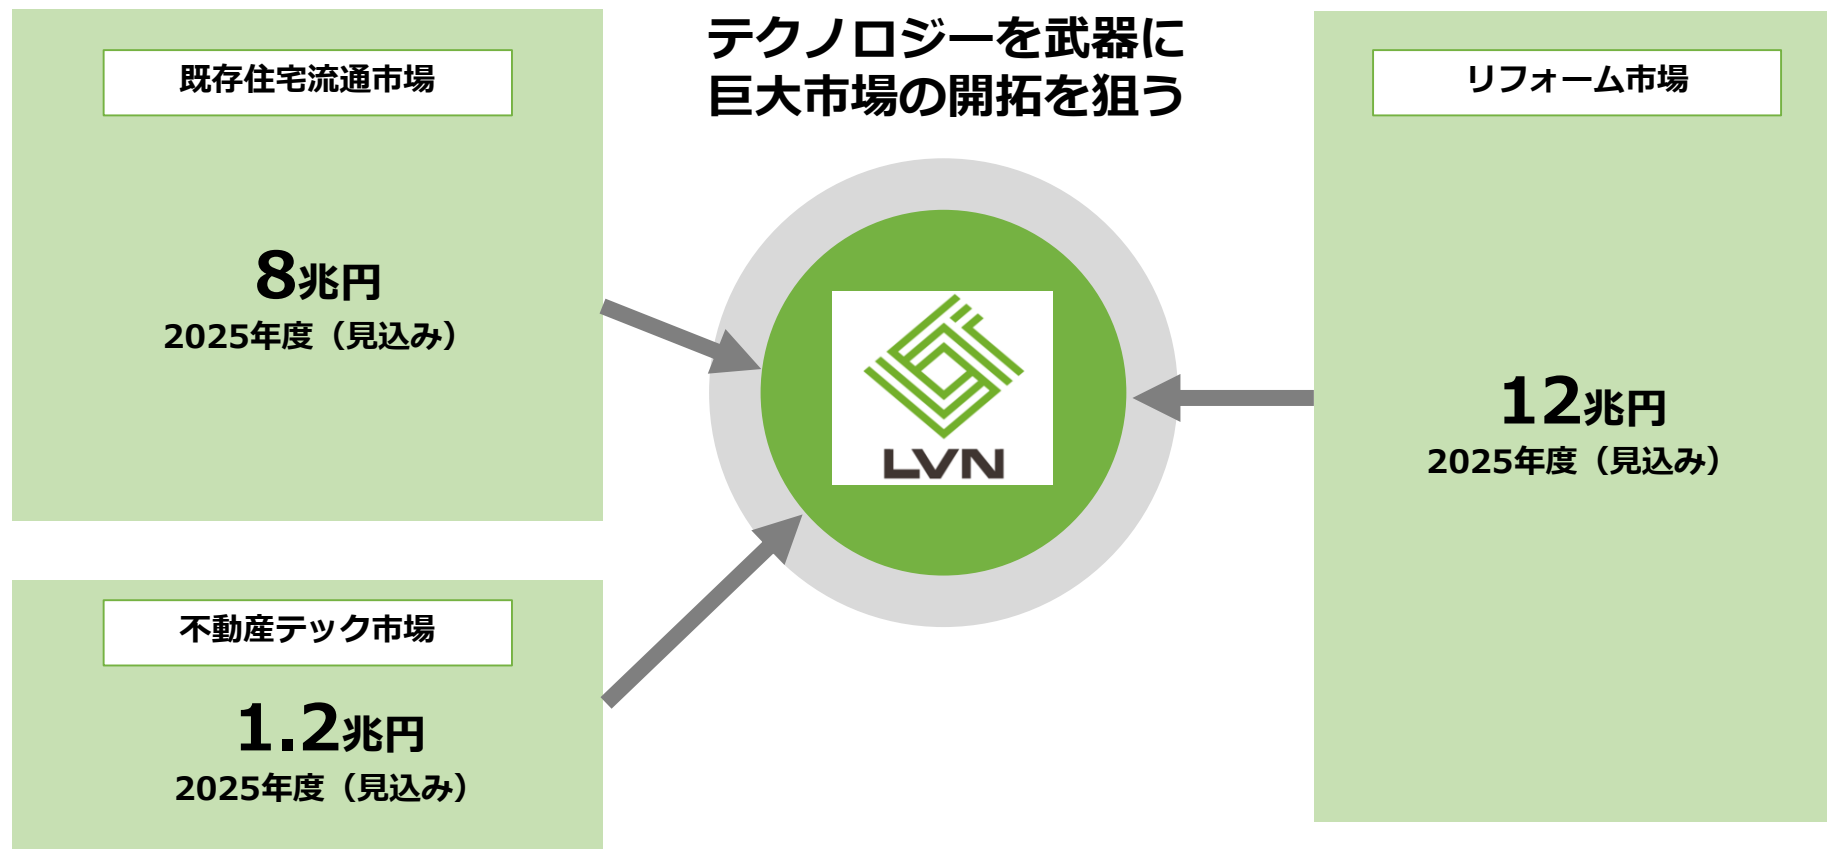 テクノロジーを武器に
巨大市場の開拓を狙う
既存住宅流通市場
8兆円
2025年度（見込み）
不動産テック市場
1.2兆円
2025年度（見込み）
LVN
リフォーム市場
12兆円
2025年度（見込み）